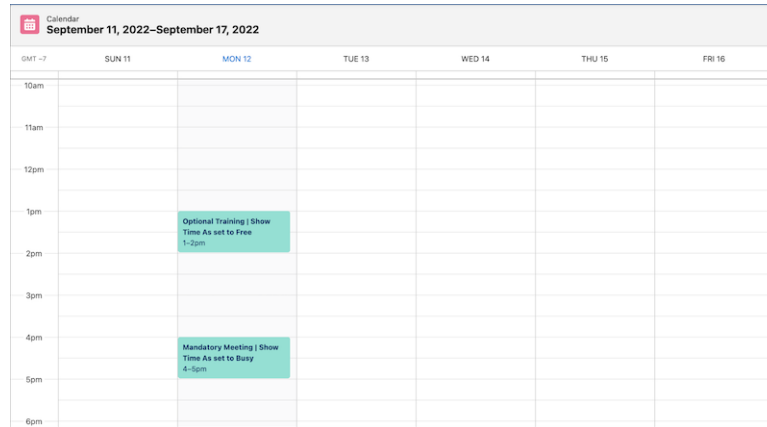 Calendar
September 11, 2022–September 17, 2022
GMT −7
SUN 11
MON 12
TUE 13
WED 14
THU 15
FRI 16
10am
11am
12pm
1pm
Optional Training | Show
Time As set to Free
1–2pm
2pm
3pm
4pm
Mandatory Meeting | Show
Time As set to Busy
4–5pm
5pm
6pm